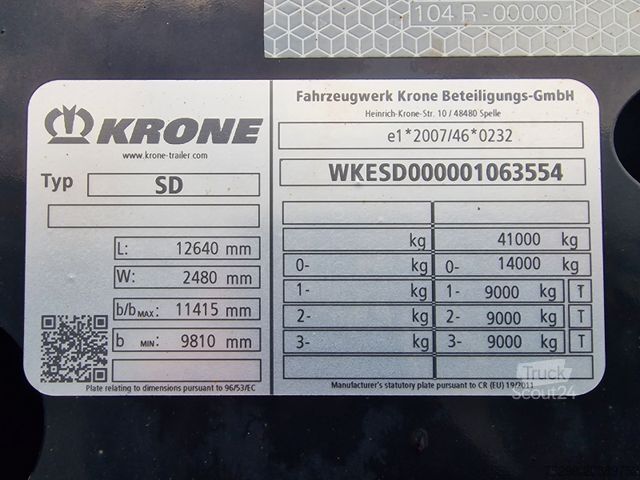 104 R-000001
KRONE
www.krone-trailer.com
Fahrzeugwerk Krone Beteiligungs-GmbH
Heinrich-Krone-Str. 10 / 48480 Spelle
e1*2007/46*0232
Typ SD
WKESD000001063554
L: 12640 mm
W: 2480 mm
b/bMAX: 11415 mm
b MIN: 9810 mm
kg 41000 kg
0- kg 0- 14000 kg
1- kg 1- 9000 kg T
2- kg 2- 9000 kg T
3- kg 3- 9000 kg T
Plate relating to dimensions pursuant to 96/53/EC
Manufacturer's statutory plate pursuant to CR (EU) 19/2011
Truck
Scout24